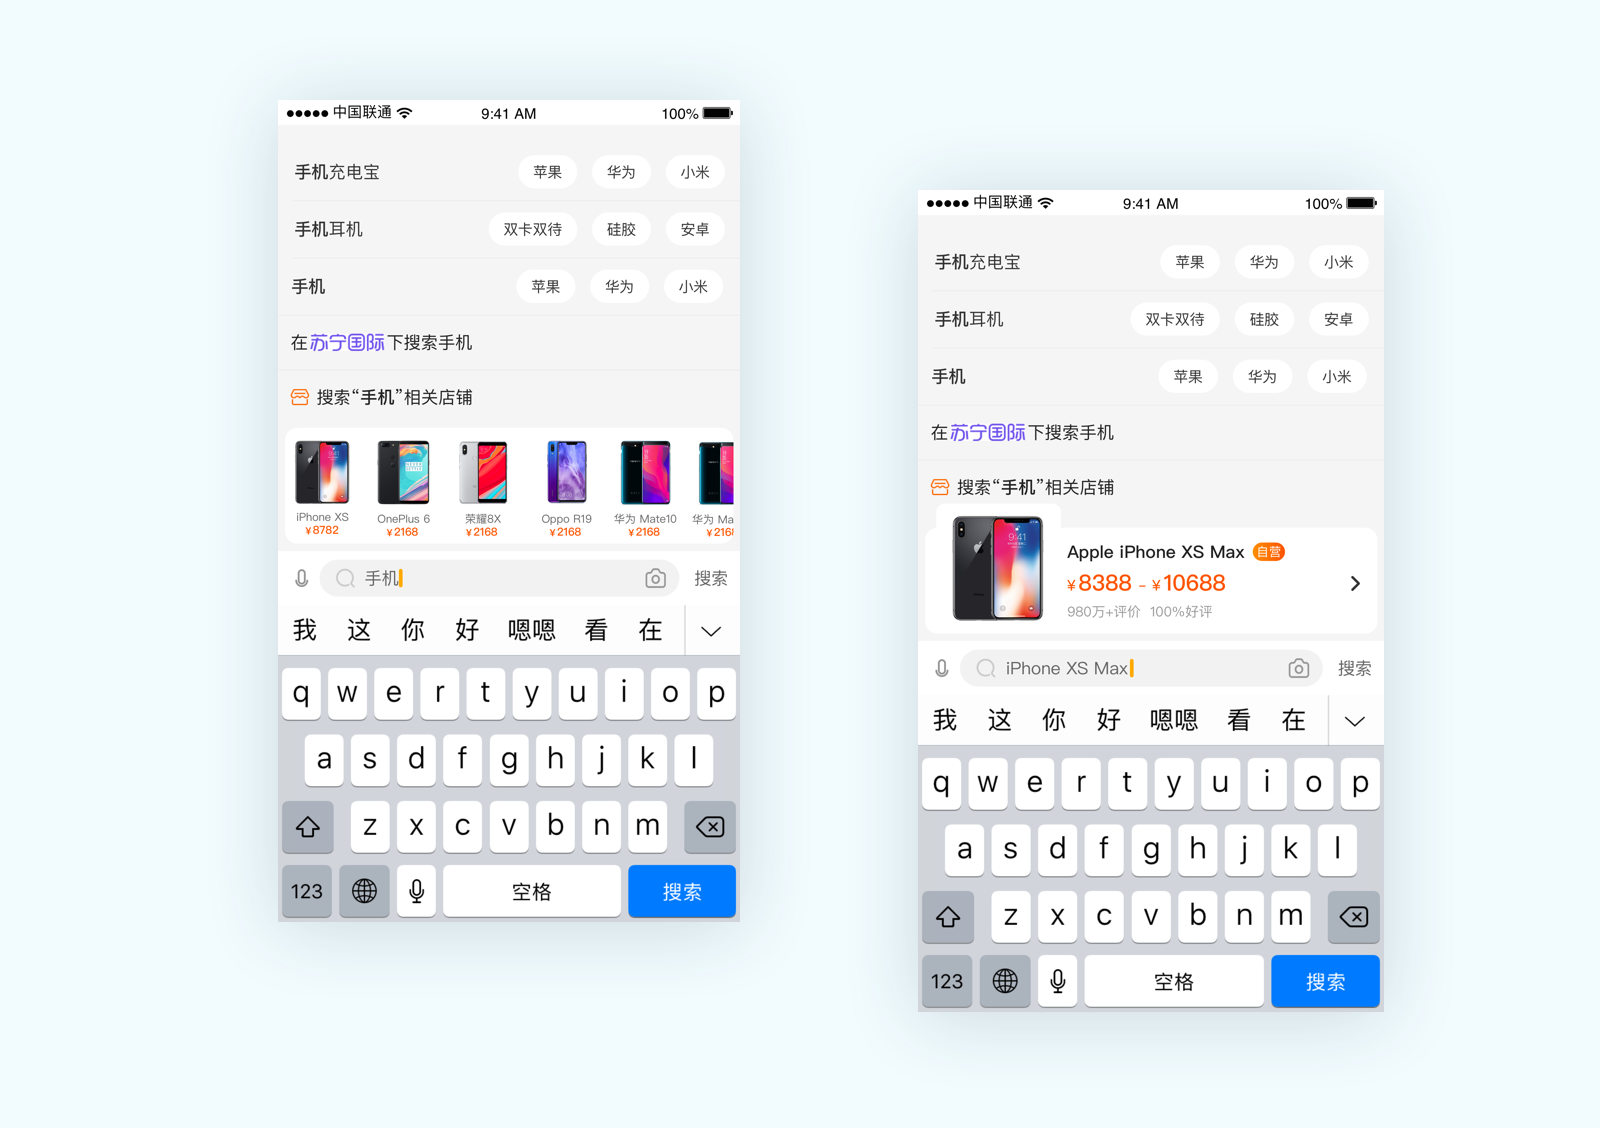 中国联通 9:41 AM 100%
手机充电宝 苹果 华为 小米
手机耳机 双卡双待 硅胶 安卓
手机 苹果 华为 小米
在苏宁国际下搜索手机
搜索“手机”相关店铺
iPhone XS OnePlus 6 荣耀8X Oppo R19 华为 Mate10 华为 Ma
¥8782 ¥2168 ¥2168 ¥2168 ¥2168 ¥216
手机 搜索
我 这 你 好 嗯嗯 看 在
q w e r t y u i o p
a s d f g h j k l
z x c v b n m
123 空格 搜索
中国联通 9:41 AM 100%
手机充电宝 苹果 华为 小米
手机耳机 双卡双待 硅胶 安卓
手机 苹果 华为 小米
在苏宁国际下搜索手机
搜索“手机”相关店铺
Apple iPhone XS Max 自营
¥8388 - ¥10688
980万+评价 100%好评
iPhone XS Max 搜索
我 这 你 好 嗯嗯 看 在
q w e r t y u i o p
a s d f g h j k l
z x c v b n m
123 空格 搜索